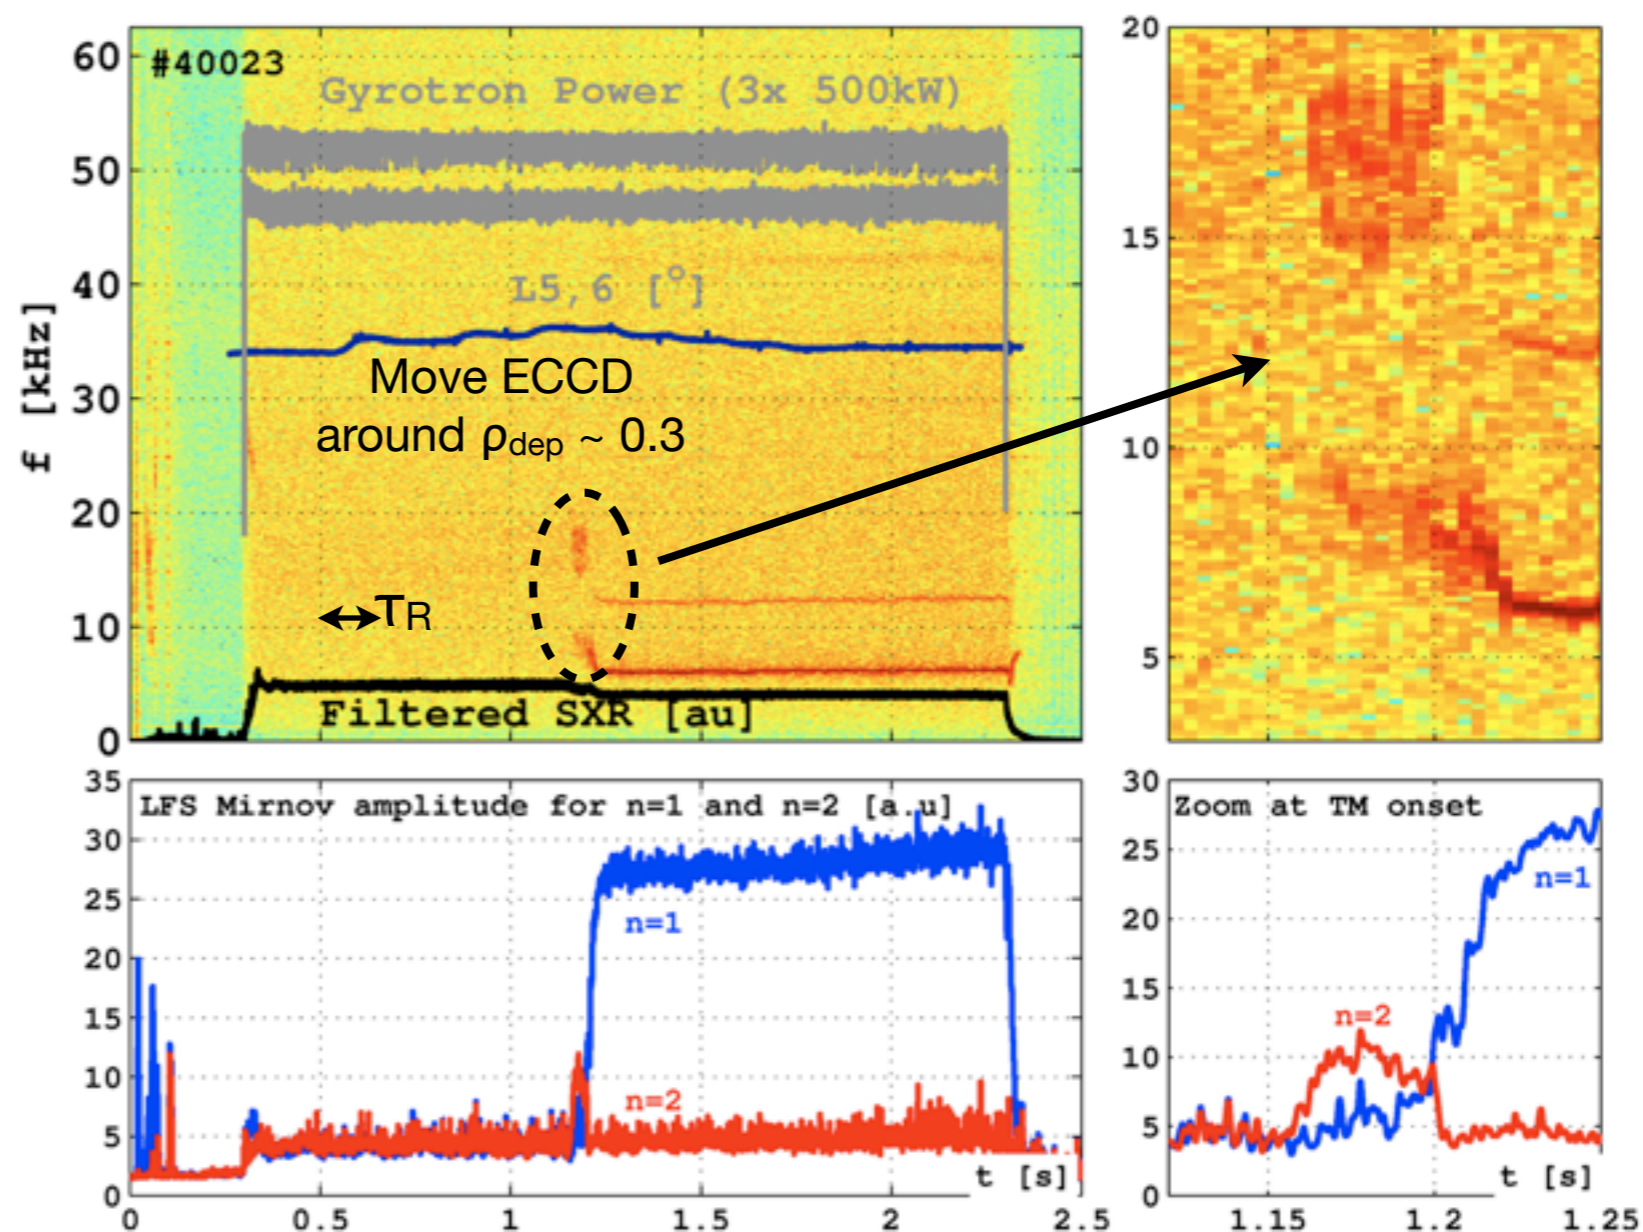 #40023
Gyrotron Power (3x 500kW)
L5,6 [°]
Move ECCD
around ρdep ~ 0.3
τR
Filtered SXR [au]
f [kHz]
60
50
40
30
20
10
0
20
15
10
5
LFS Mirnov amplitude for n=1 and n=2 [a.u]
n=1
n=2
t [s]
35
30
25
20
15
10
5
0
0
0.5
1
1.5
2
2.5
Zoom at TM onset
n=1
n=2
t [s]
30
25
20
15
10
5
0
1.15
1.2
1.25